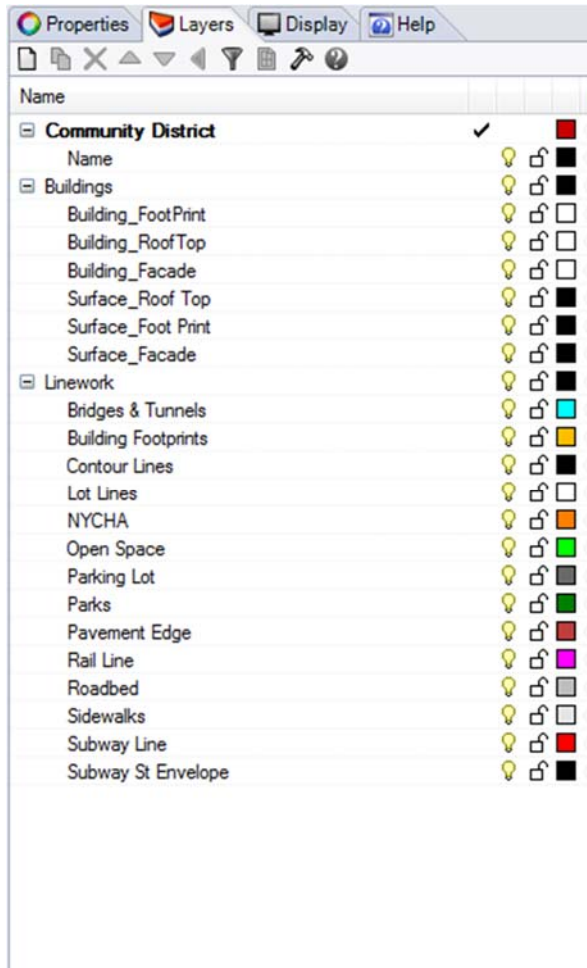 Properties Layers Display Help
Name
Community District
Name
Buildings
Building_FootPrint
Building_RoofTop
Building_Facade
Surface_Roof Top
Surface_Foot Print
Surface_Facade
Linework
Bridges & Tunnels
Building Footprints
Contour Lines
Lot Lines
NYCHA
Open Space
Parking Lot
Parks
Pavement Edge
Rail Line
Roadbed
Sidewalks
Subway Line
Subway St Envelope